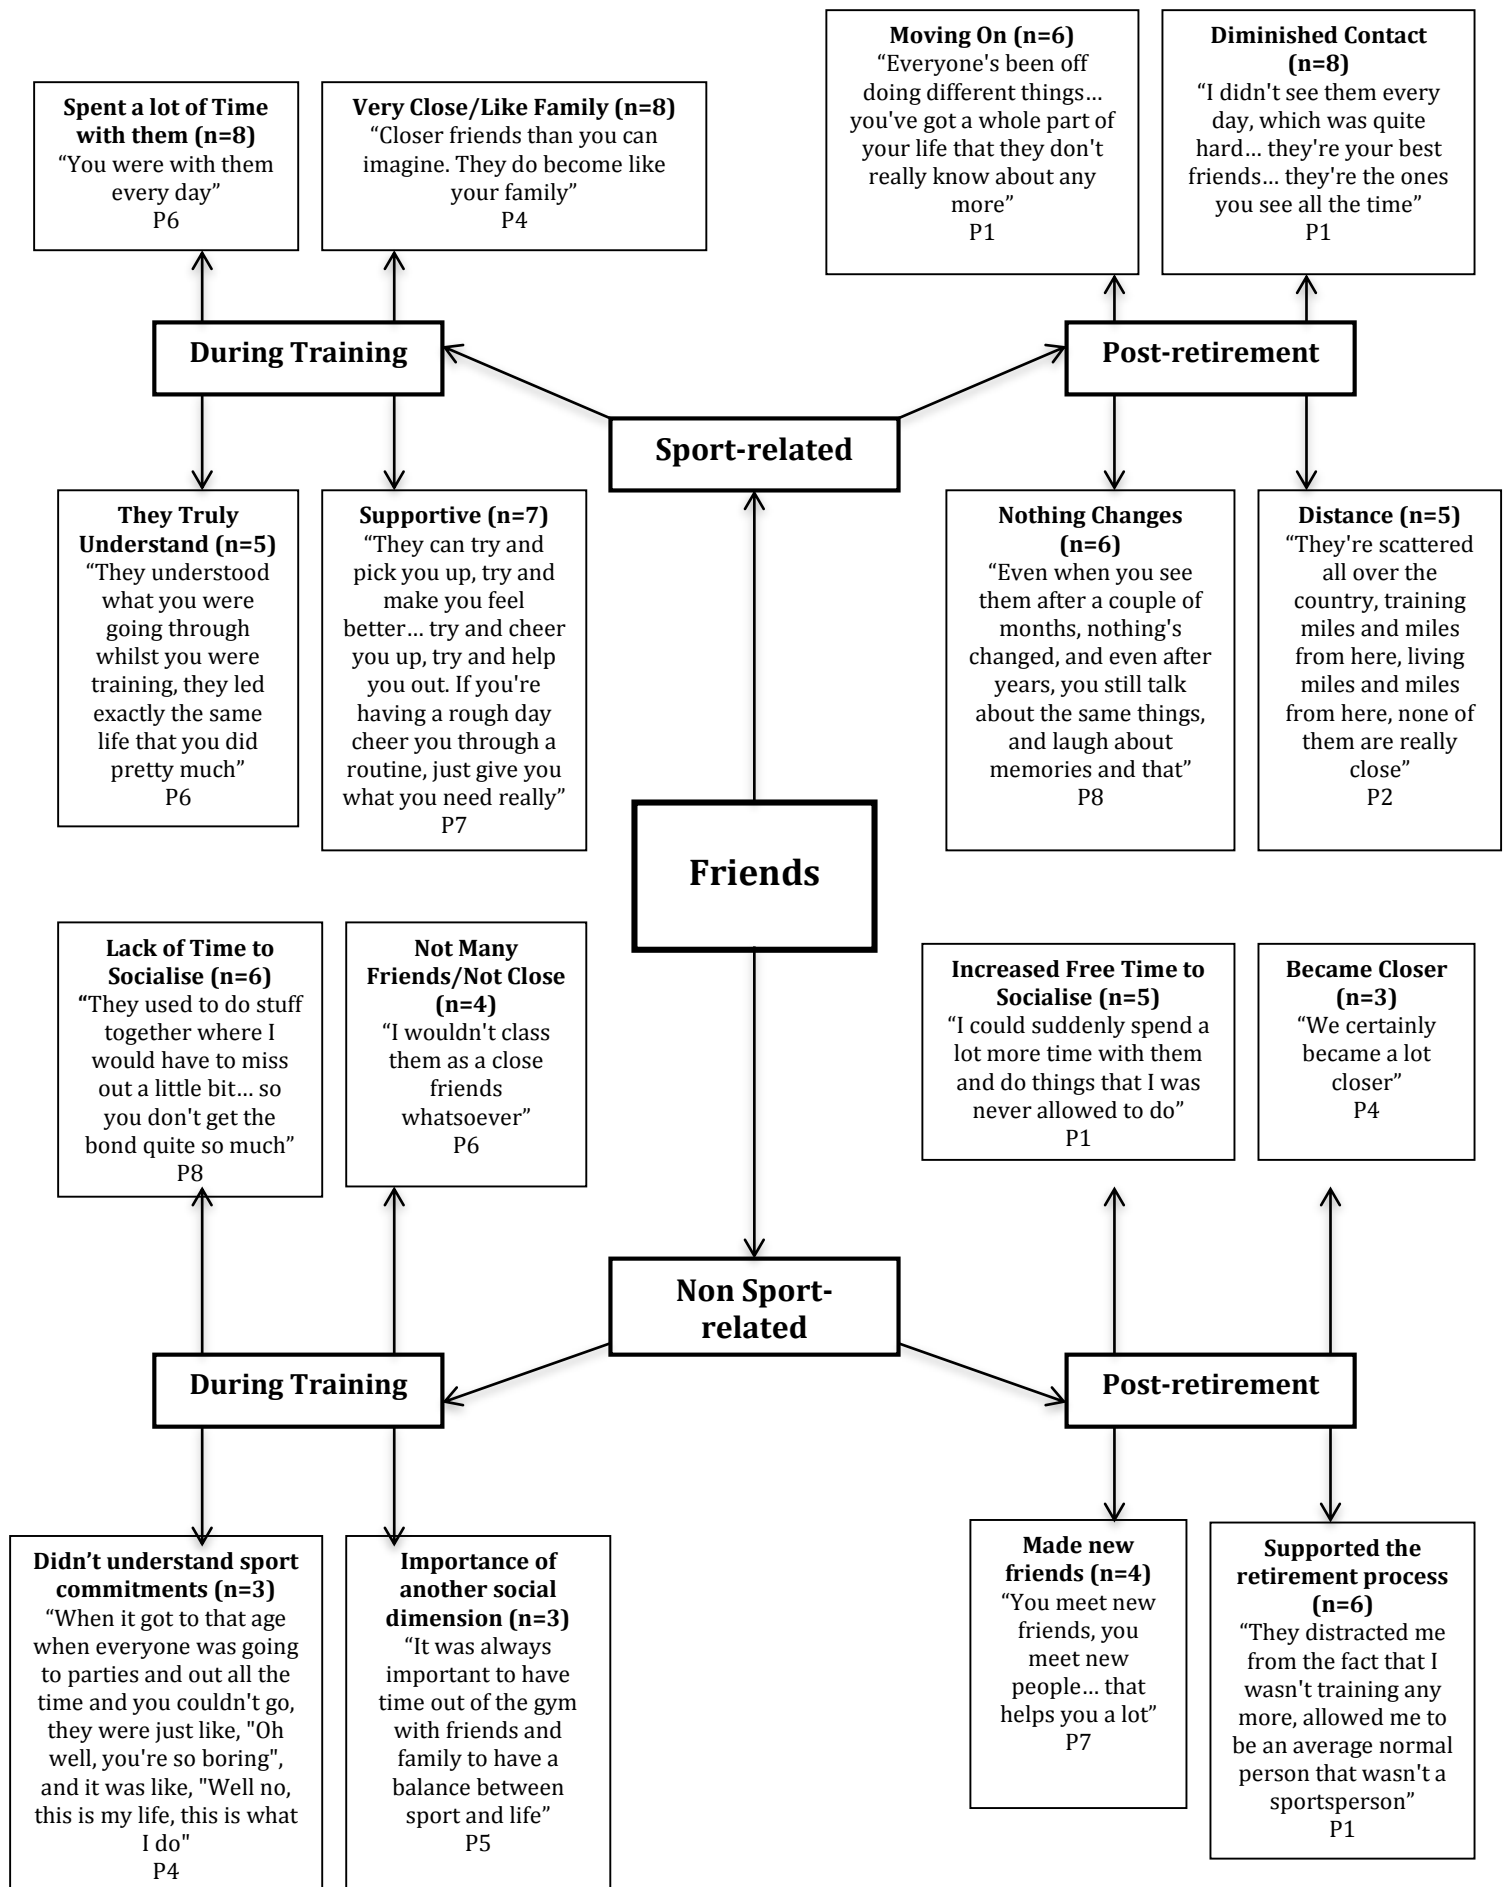 Spent a lot of Time
with them (n=8)
“You were with them
every day”
P6
Very Close/Like Family (n=8)
“Closer friends than you can
imagine. They do become like
your family”
P4
Moving On (n=6)
“Everyone's been off
doing different things…
you've got a whole part of
your life that they don't
really know about any
more”
P1
Diminished Contact
(n=8)
“I didn't see them every
day, which was quite
hard… they're your best
friends… they're the ones
you see all the time”
P1
During Training
Post-retirement
Sport-related
They Truly
Understand (n=5)
“They understood
what you were
going through
whilst you were
training, they led
exactly the same
life that you did
pretty much”
P6
Supportive (n=7)
“They can try and
pick you up, try and
make you feel
better… try and cheer
you up, try and help
you out. If you're
having a rough day
cheer you through a
routine, just give you
what you need really”
P7
Nothing Changes
(n=6)
“Even when you see
them after a couple of
months, nothing's
changed, and even after
years, you still talk
about the same things,
and laugh about
memories and that”
P8
Distance (n=5)
“They're scattered
all over the
country, training
miles and miles
from here, living
miles and miles
from here, none of
them are really
close”
P2
Friends
Lack of Time to
Socialise (n=6)
“They used to do stuff
together where I
would have to miss
out a little bit… so
you don't get the
bond quite so much”
P8
Not Many
Friends/Not Close
(n=4)
“I wouldn't class
them as a close
friends
whatsoever”
P6
Increased Free Time to
Socialise (n=5)
“I could suddenly spend a
lot more time with them
and do things that I was
never allowed to do”
P1
Became Closer
(n=3)
“We certainly
became a lot
closer”
P4
Non Sport-
related
During Training
Post-retirement
Didn’t understand sport
commitments (n=3)
“When it got to that age
when everyone was going
to parties and out all the
time and you couldn't go,
they were just like, "Oh
well, you're so boring",
and it was like, "Well no,
this is my life, this is what
I do"
P4
Importance of
another social
dimension (n=3)
“It was always
important to have
time out of the gym
with friends and
family to have a
balance between
sport and life”
P5
Made new
friends (n=4)
“You meet new
friends, you
meet new
people… that
helps you a lot”
P7
Supported the
retirement process
(n=6)
“They distracted me
from the fact that I
wasn't training any
more, allowed me to
be an average normal
person that wasn't a
sportsperson”
P1